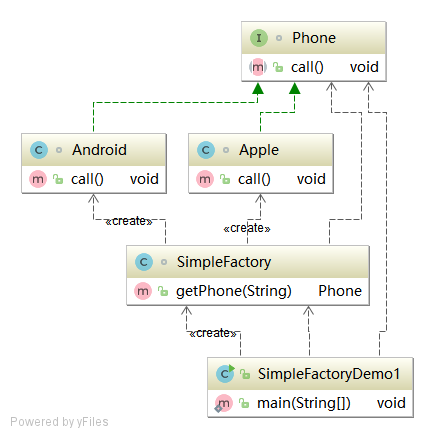 I Phone
m call() void
C Android
m call() void
C Apple
m call() void
«create»
«create»
C SimpleFactory
m getPhone(String) Phone
«create»
C SimpleFactoryDemo1
m main(String[]) void
Powered by yFiles